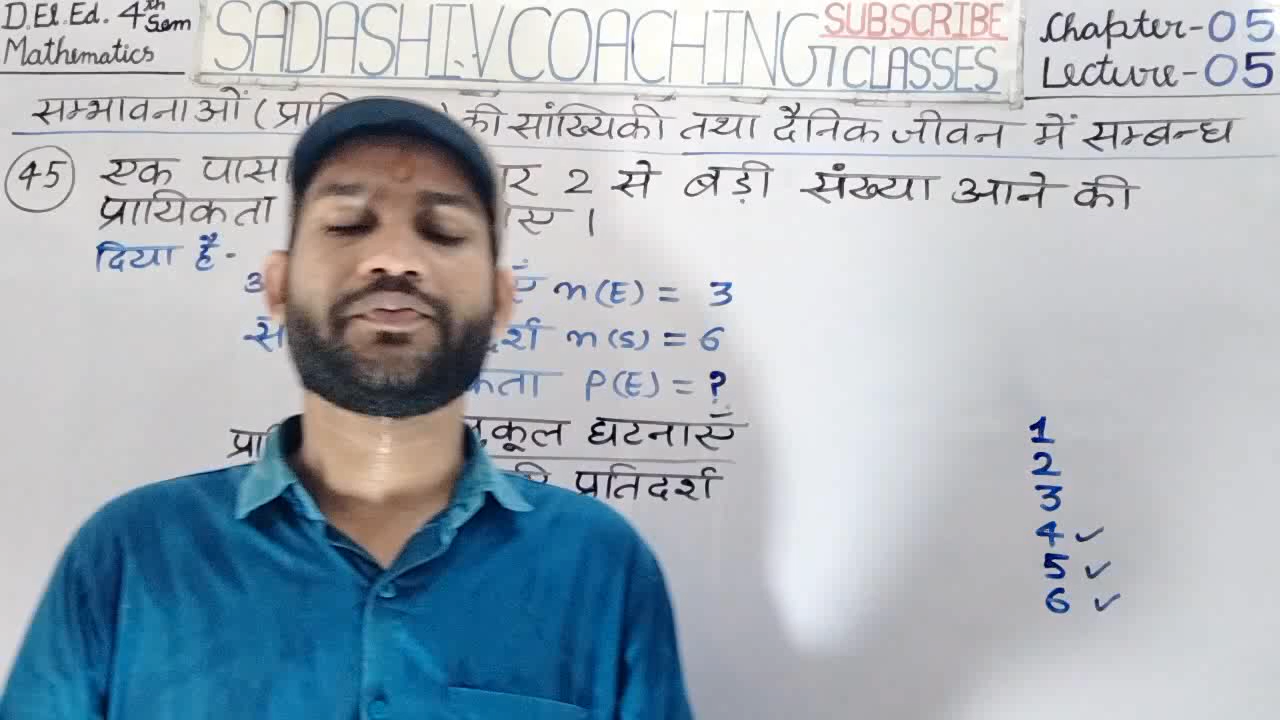 D.El.Ed. 4th Sem
Mathematics
SADASHIV COACHING CLASSES
SUBSCRIBE
Chapter-05
Lecture-05
सम्भावनाओं ( की सांख्यिकी तथा दैनिक जीवन में सम्बन्ध
45 एक पासा 2 से बड़ी संख्या आने की
प्रायिकता ।
दिया है-
n(E) = 3
n(S) = 6
P(E) = ?
घटनाएँ
प्रतिदर्श
1
2
3
4 ✓
5 ✓
6 ✓